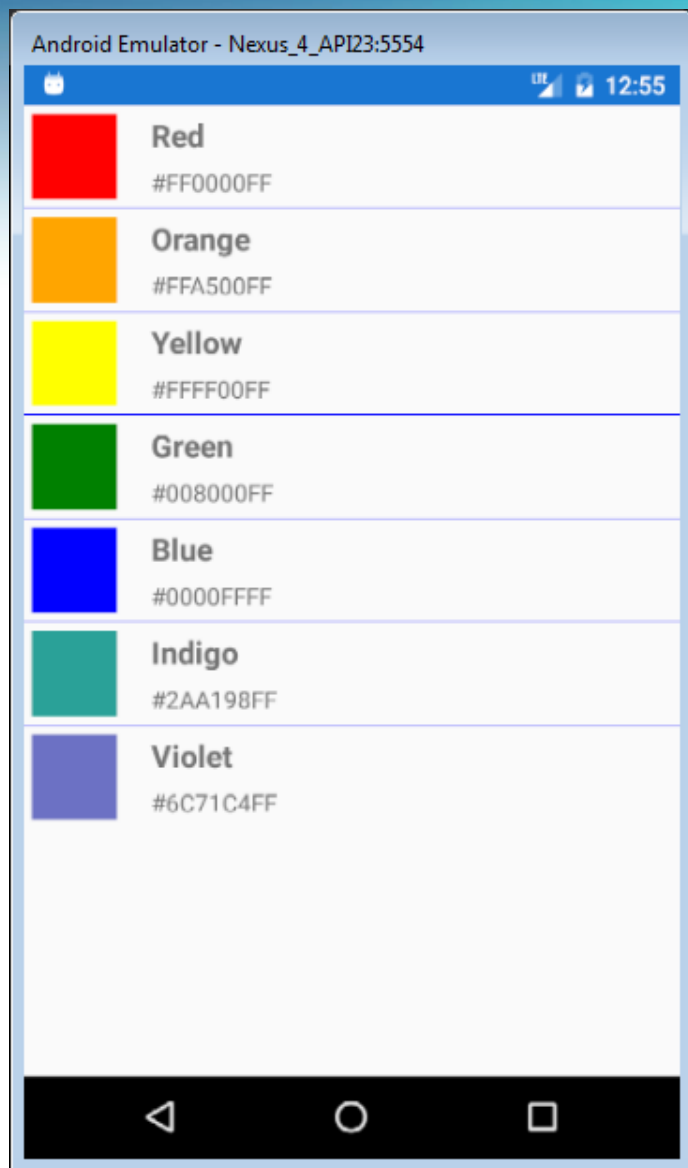 Android Emulator - Nexus_4_API23:5554
LTE 12:55
Red
#FF0000FF
Orange
#FFA500FF
Yellow
#FFFF00FF
Green
#008000FF
Blue
#0000FFFF
Indigo
#2AA198FF
Violet
#6C71C4FF